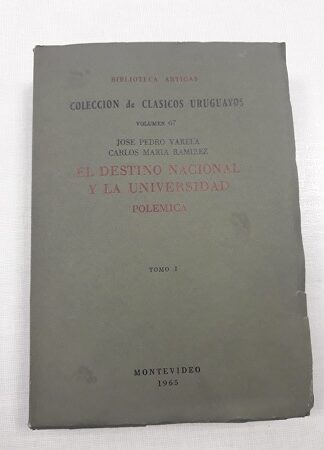 BIBLIOTECA ARTIGAS
COLECCION de CLASICOS URUGUAYOS
VOLUMEN 67
JOSE PEDRO VARELA
CARLOS MARIA RAMIREZ
EL DESTINO NACIONAL
Y LA UNIVERSIDAD
POLEMICA
TOMO I
MONTEVIDEO
1965